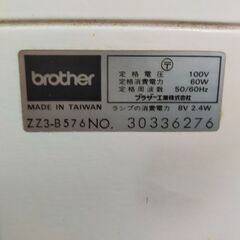 brother
MADE IN TAIWAN
定格電圧 100V
定格消費電力 60W
定格周波数 50/60Hz
ブラザー工業株式会社
ランプの消費電力 8V 2.4W
ZZ3-B576 NO. 30336276